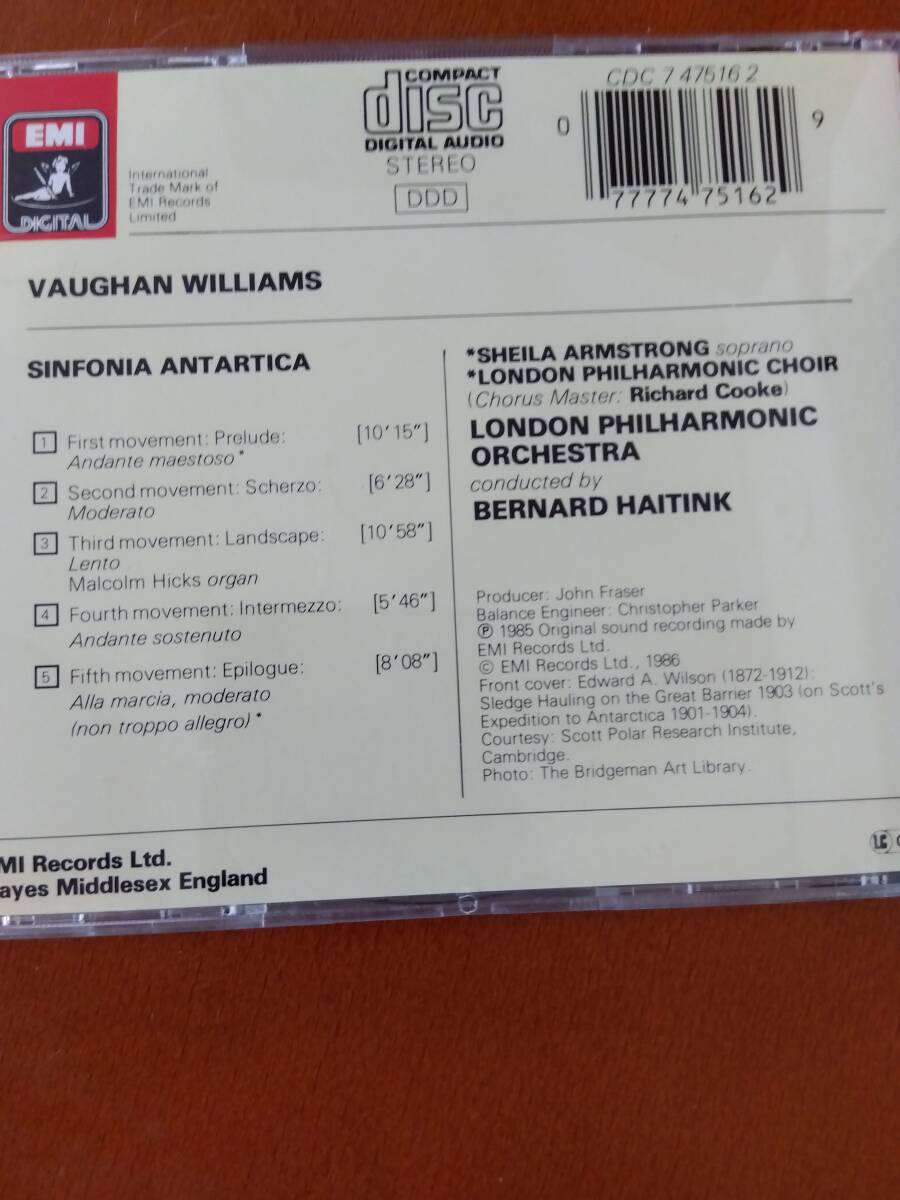 EMI
DIGITAL
International
Trade Mark of
EMI Records
Limited
COMPACT
disc
DIGITAL AUDIO
STEREO
DDD
CDC 7 47516 2
0 77774 75162 9
VAUGHAN WILLIAMS
SINFONIA ANTARTICA
1 First movement: Prelude: [10'15"]
Andante maestoso*
2 Second movement: Scherzo: [6'28"]
Moderato
3 Third movement: Landscape: [10'58"]
Lento
Malcolm Hicks organ
4 Fourth movement: Intermezzo: [5'46"]
Andante sostenuto
5 Fifth movement: Epilogue: [8'08"]
Alla marcia, moderato
(non troppo allegro)*
*SHEILA ARMSTRONG soprano
*LONDON PHILHARMONIC CHOIR
(Chorus Master: Richard Cooke)
LONDON PHILHARMONIC
ORCHESTRA
conducted by
BERNARD HAITINK
Producer: John Fraser
Balance Engineer: Christopher Parker
℗ 1985 Original sound recording made by
EMI Records Ltd.
© EMI Records Ltd., 1986
Front cover: Edward A. Wilson (1872-1912):
Sledge Hauling on the Great Barrier 1903 (on Scott's
Expedition to Antarctica 1901-1904).
Courtesy: Scott Polar Research Institute,
Cambridge.
Photo: The Bridgeman Art Library.
MI Records Ltd.
ayes Middlesex England
LC